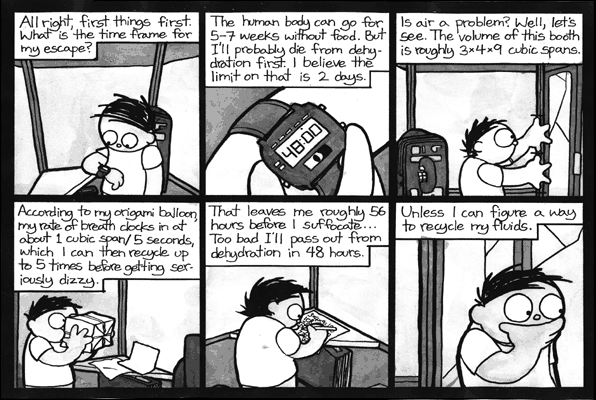 All right, first things first.
What is the time frame for
my escape?
The human body can go for
5-7 weeks without food. But
I'll probably die from dehy-
dration first. I believe the
limit on that is 2 days.
48:00
Is air a problem? Well, let's
see. The volume of this booth
is roughly 3×4×9 cubic spans.
According to my origami balloon,
my rate of breath clocks in at
about 1 cubic span/5 seconds,
which I can then recycle up
to 5 times before getting ser-
iously dizzy.
That leaves me roughly 56
hours before I suffocate...
Too bad I'll pass out from
dehydration in 48 hours.
Unless I can figure a way
to recycle my fluids.